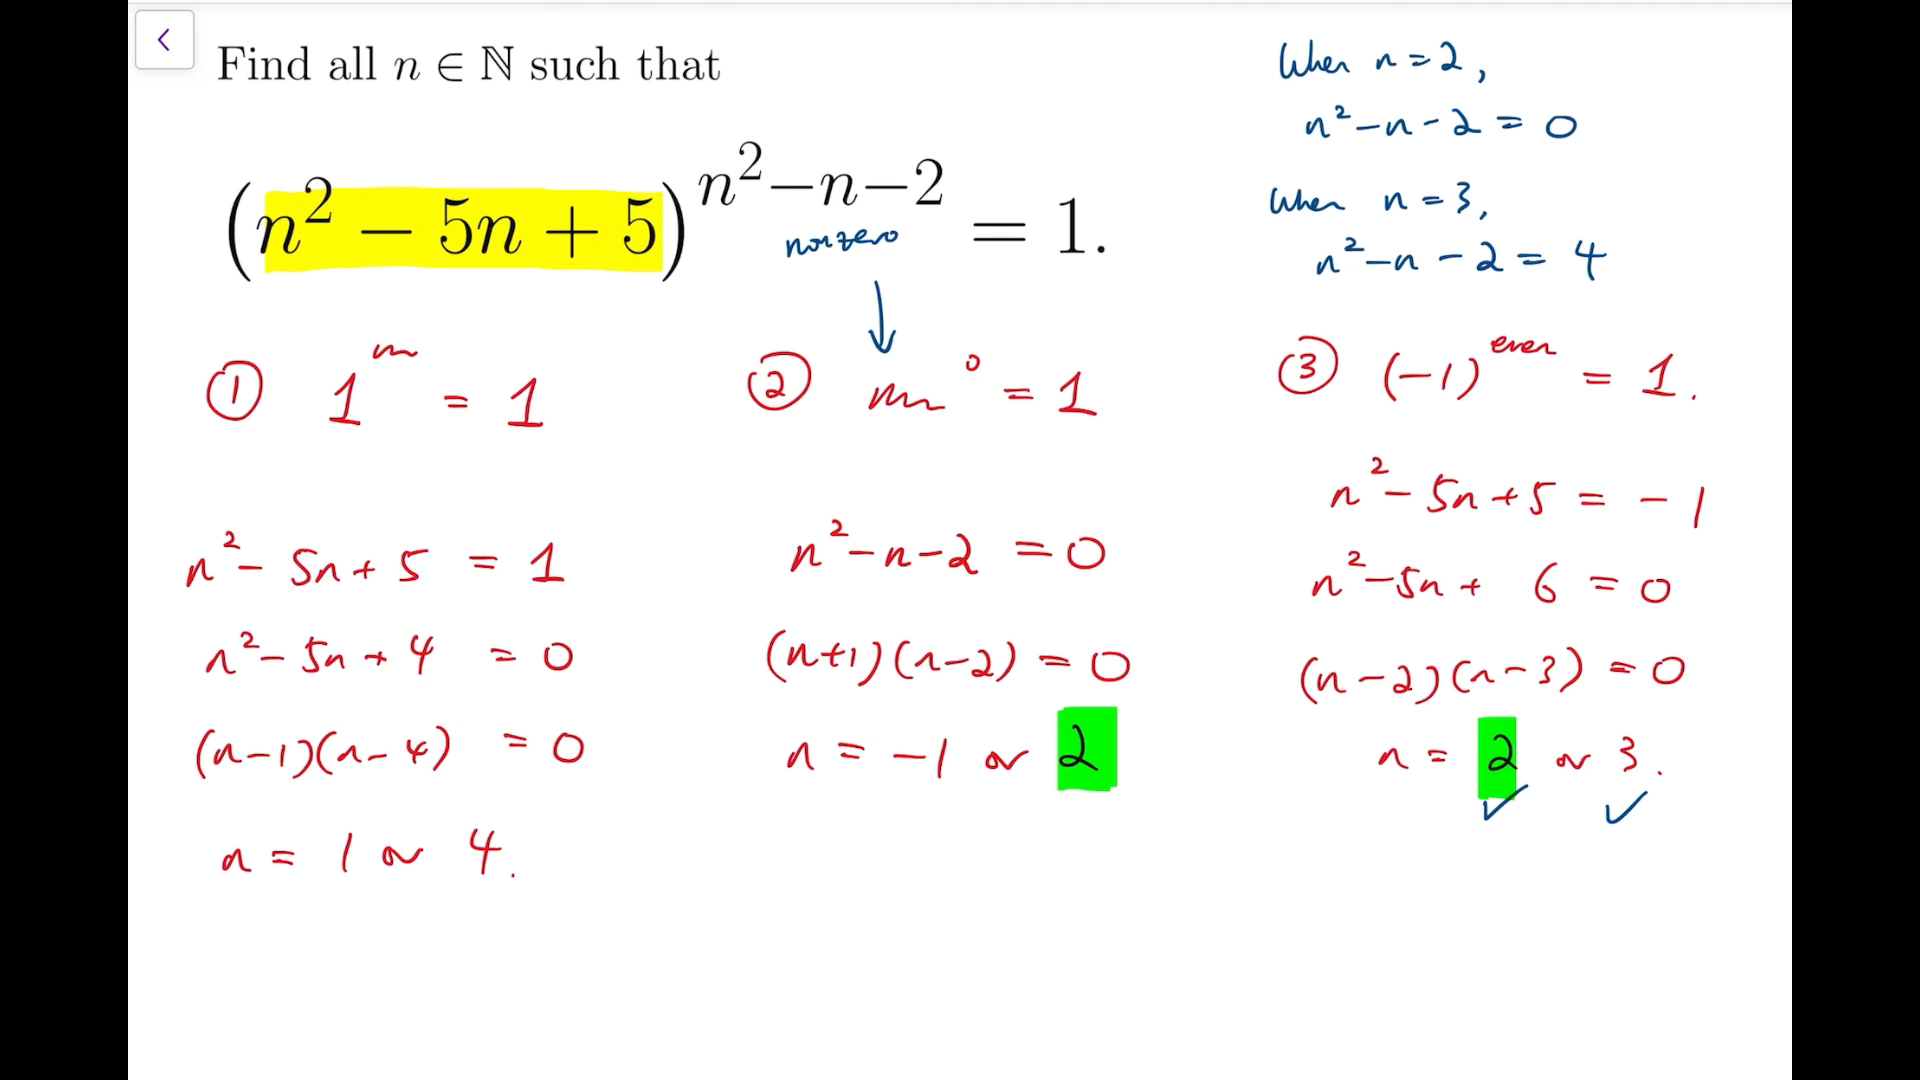 Find all n ∈ ℕ such that
(n² − 5n + 5)^(n²−n−2) = 1.
nonzero
When n = 2,
n² − n − 2 = 0
When n = 3,
n² − n − 2 = 4
① 1^m = 1
n² − 5n + 5 = 1
n² − 5n + 4 = 0
(n−1)(n−4) = 0
n = 1 or 4.
② m⁰ = 1
n² − n − 2 = 0
(n+1)(n−2) = 0
n = −1 or 2
③ (−1)^even = 1.
n² − 5n + 5 = −1
n² − 5n + 6 = 0
(n−2)(n−3) = 0
n = 2 or 3.